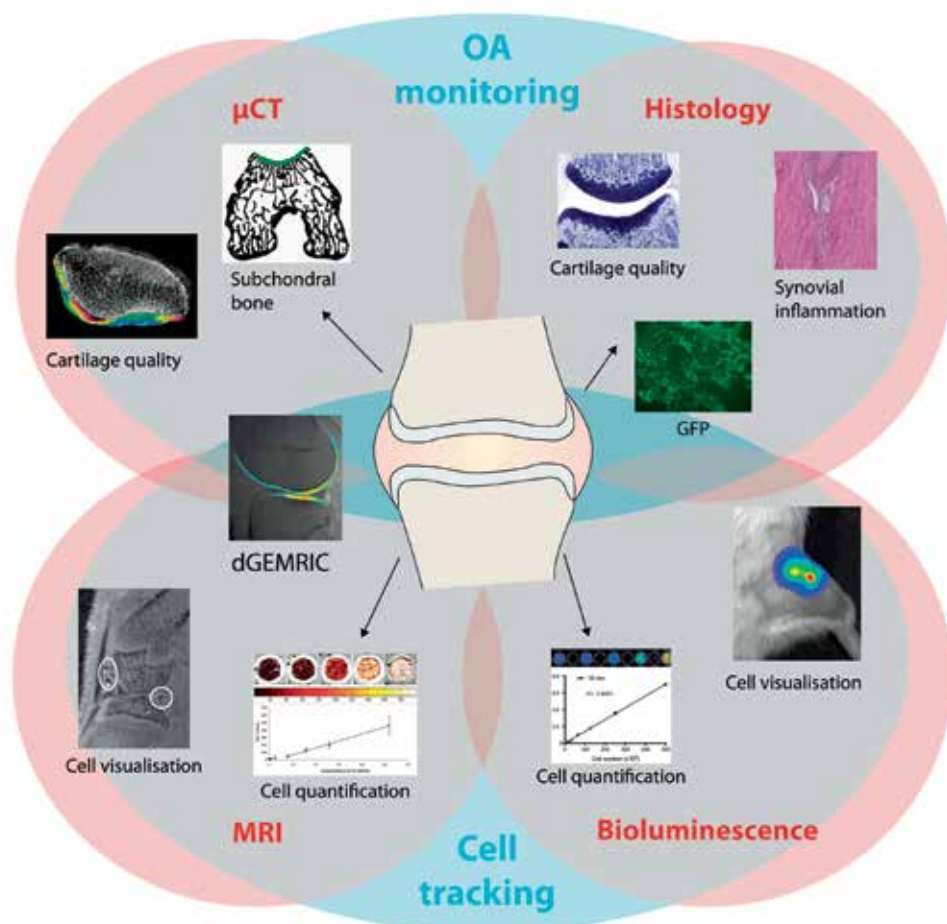 OA
monitoring
µCT
Histology
Subchondral
bone
Cartilage quality
Cartilage quality
Synovial
inflammation
GFP
dGEMRIC
Cell visualisation
Cell quantification
Cell quantification
Cell visualisation
MRI
Bioluminescence
Cell
tracking